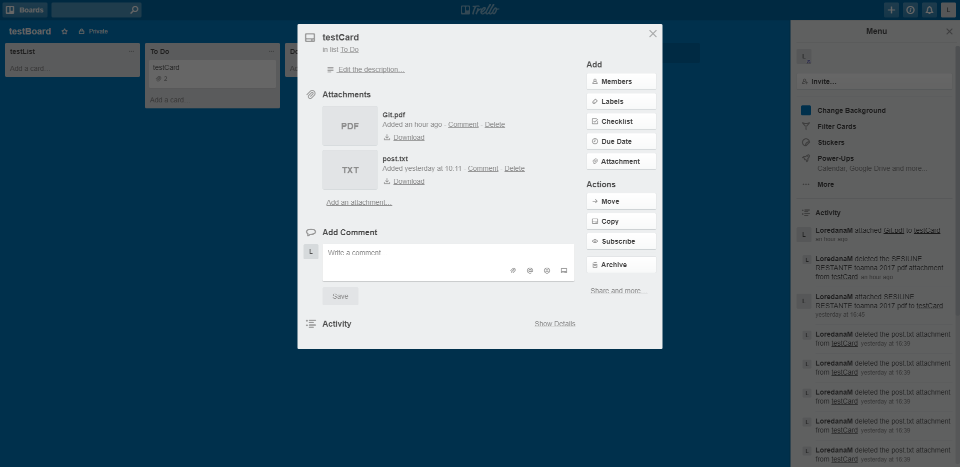 Boards
Trello
L
testBoard
Private
testList
Add a card...
To Do
testCard
2
Add a card...
Do
testCard
in list To Do
Edit the description...
Attachments
PDF
Git.pdf
Added an hour ago - Comment - Delete
Download
TXT
post.txt
Added yesterday at 10:11 - Comment - Delete
Download
Add an attachment...
Add Comment
L
Write a comment
Save
Activity
Show Details
Add
Members
Labels
Checklist
Due Date
Attachment
Actions
Move
Copy
Subscribe
Archive
Share and more...
Menu
L
Invite...
Change Background
Filter Cards
Stickers
Power-Ups
Calendar, Google Drive and more...
More
Activity
LoredanaM attached Git.pdf to testCard
an hour ago
LoredanaM deleted the SESIUNE
RESTANTE toamna 2017.pdf attachment
from testCard an hour ago
LoredanaM attached SESIUNE
RESTANTE toamna 2017.pdf to testCard
yesterday at 10:45
LoredanaM deleted the post.txt attachment
from testCard yesterday at 10:39
LoredanaM deleted the post.txt attachment
from testCard yesterday at 10:39
LoredanaM deleted the post.txt attachment
from testCard yesterday at 10:39
LoredanaM deleted the post.txt attachment
from testCard yesterday at 10:39
LoredanaM deleted the post.txt attachment
from testCard yesterday at 10:39